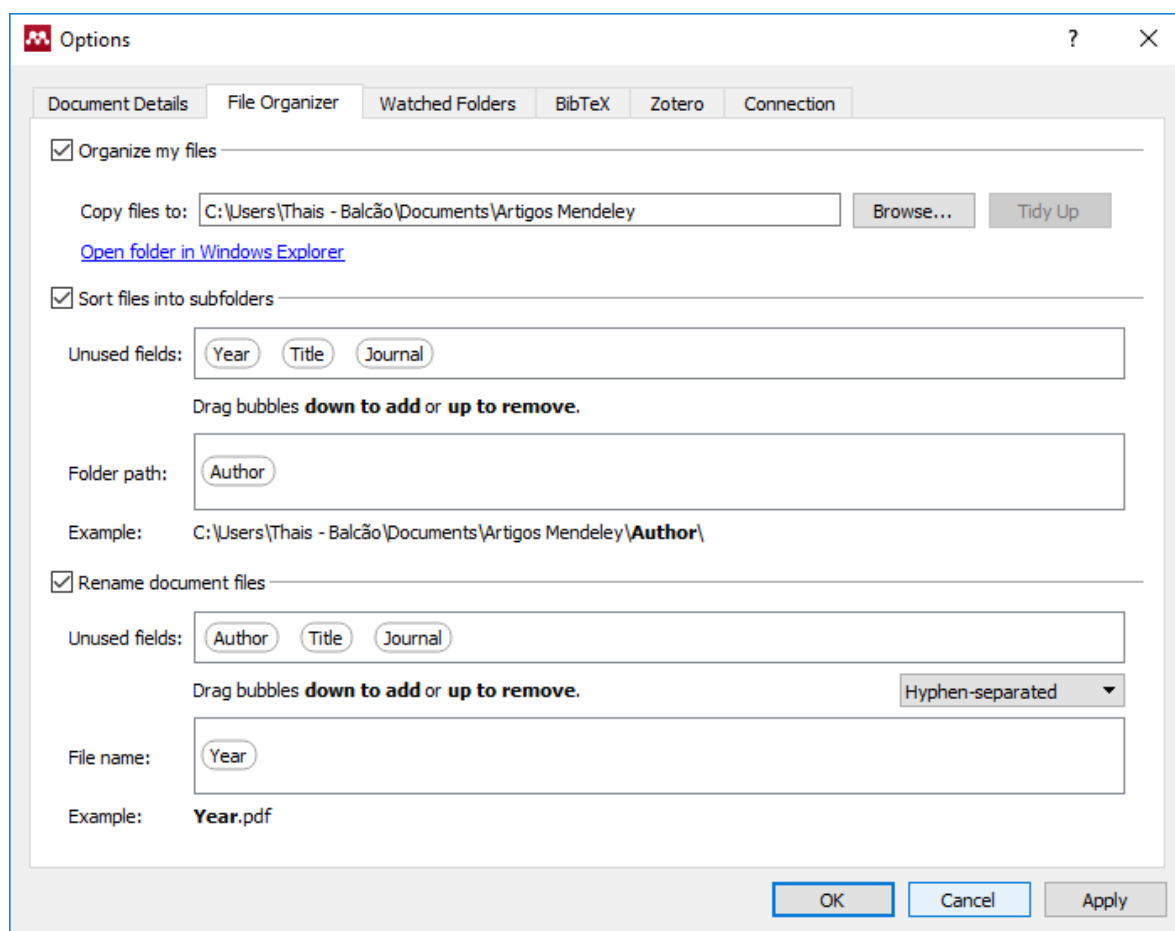 Options ?
Document Details File Organizer Watched Folders BibTeX Zotero Connection
Organize my files
Copy files to: C:\Users\Thais - Balcão\Documents\Artigos Mendeley Browse... Tidy Up
Open folder in Windows Explorer
Sort files into subfolders
Unused fields: Year Title Journal
Drag bubbles down to add or up to remove.
Folder path: Author
Example: C:\Users\Thais - Balcão\Documents\Artigos Mendeley\Author\
Rename document files
Unused fields: Author Title Journal
Drag bubbles down to add or up to remove. Hyphen-separated
File name: Year
Example: Year.pdf
OK Cancel Apply